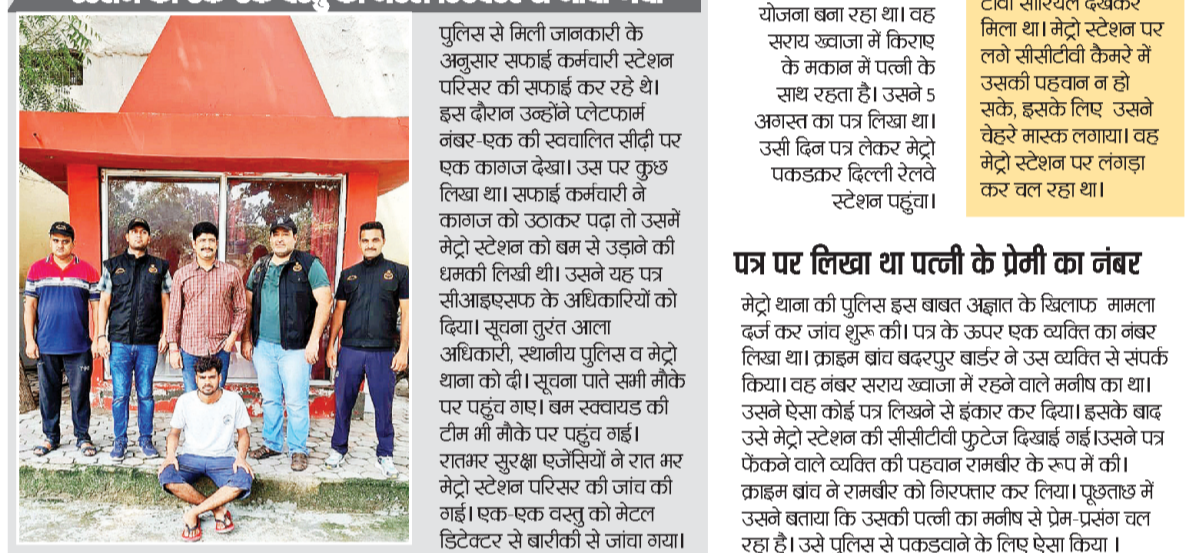 पुलिस से मिली जानकारी के
अनुसार सफाई कर्मचारी स्टेशन
परिसर की सफाई कर रहे थे।
इस दौरान उन्होंने प्लेटफार्म
नंबर-एक की स्वचालित सीढ़ी पर
एक कागज देखा। उस पर कुछ
लिखा था। सफाई कर्मचारी ने
कागज को उठाकर पढ़ा तो उसमें
मेट्रो स्टेशन को बम से उड़ाने की
धमकी लिखी थी। उसने यह पत्र
सीआइएसफ के अधिकारियों को
दिया। सूचना तुरंत आला
अधिकारी, स्थानीय पुलिस व मेट्रो
थाना को दी। सूचना पाते सभी मौके
पर पहुंच गए। बम स्क्वायड की
टीम भी मौके पर पहुंच गई।
रातभर सुरक्षा एजेंसियों ने रात भर
मेट्रो स्टेशन परिसर की जांच की
गई। एक-एक वस्तु को मेटल
डिटेक्टर से बारीकी से जांचा गया।
योजना बना रहा था। वह
सराय ख्वाजा में किराए
के मकान में पत्नी के
साथ रहता है। उसने 5
अगस्त का पत्र लिखा था।
उसी दिन पत्र लेकर मेट्रो
पकडकर दिल्ली रेलवे
स्टेशन पहुंचा।
टीवी सीरियल देखकर
मिला था। मेट्रो स्टेशन पर
लगे सीसीटीवी कैमरे में
उसकी पहचान न हो
सके, इसके लिए उसने
चेहरे मास्क लगाया। वह
मेट्रो स्टेशन पर लंगड़ा
कर चल रहा था।
पत्र पर लिखा था पत्नी के प्रेमी का नंबर
मेट्रो थाना की पुलिस इस बाबत अज्ञात के खिलाफ मामला
दर्ज कर जांच शुरू की। पत्र के ऊपर एक व्यक्ति का नंबर
लिखा था। क्राइम बांच बदरपुर बार्डर ने उस व्यक्ति से संपर्क
किया। वह नंबर सराय ख्वाजा में रहने वाले मनीष का था।
उसने ऐसा कोई पत्र लिखने से इंकार कर दिया। इसके बाद
उसे मेट्रो स्टेशन की सीसीटीवी फुटेज दिखाई गई।उसने पत्र
फेंकने वाले व्यक्ति की पहचान रामबीर के रूप में की।
क्राइम बांच ने रामबीर को गिरफ्तार कर लिया। पूछताछ में
उसने बताया कि उसकी पत्नी का मनीष से प्रेम-प्रसंग चल
रहा है। उसे पुलिस से पकडवाने के लिए ऐसा किया ।